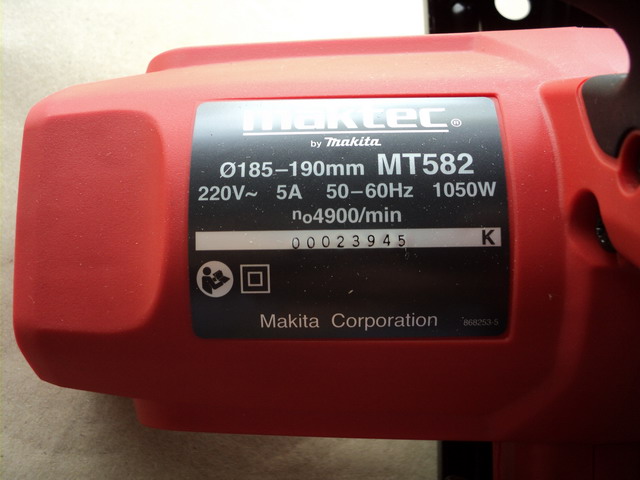 maktec®
by makita
Ø185–190mm MT582
220V~ 5A 50–60Hz 1050W
no4900/min
00023945 K
Makita Corporation 868253-5